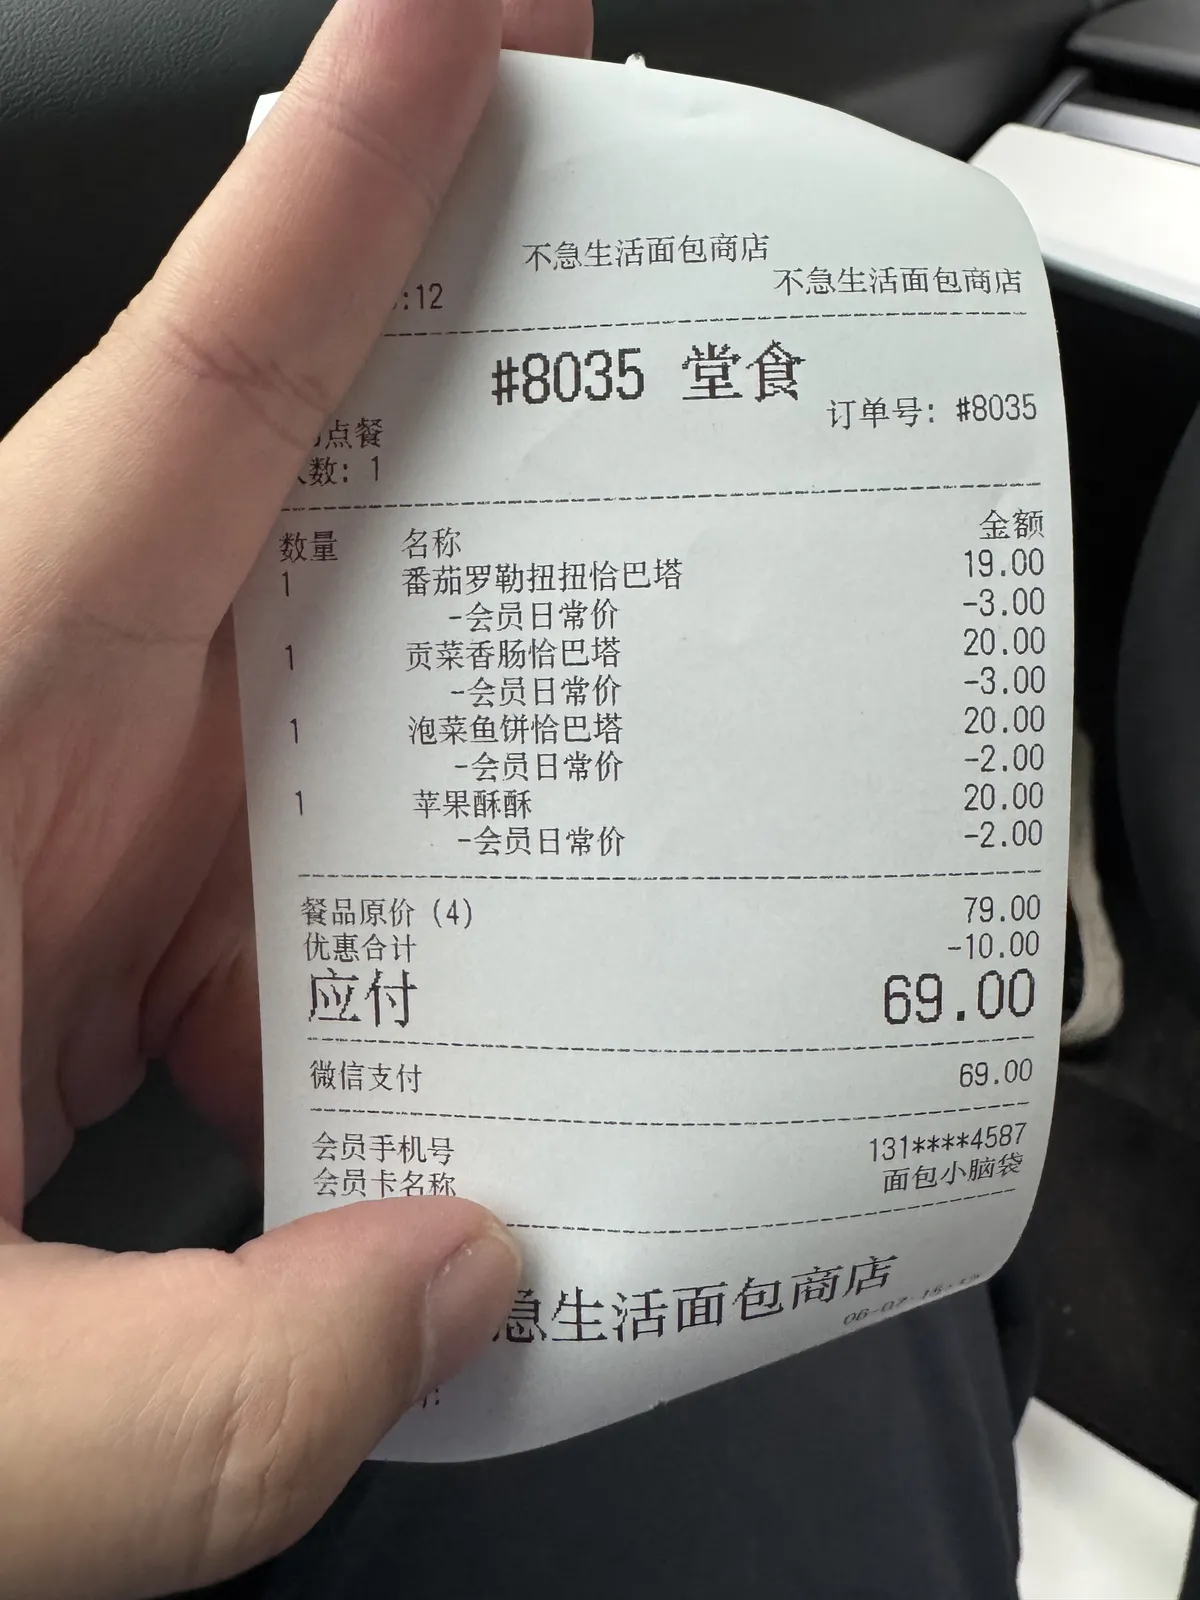 不急生活面包商店
:12 不急生活面包商店
#8035 堂食
点餐 订单号: #8035
数: 1
数量 名称 金额
1 番茄罗勒扭扭恰巴塔 19.00
-会员日常价 -3.00
1 贡菜香肠恰巴塔 20.00
-会员日常价 -3.00
1 泡菜鱼饼恰巴塔 20.00
-会员日常价 -2.00
1 苹果酥酥 20.00
-会员日常价 -2.00
餐品原价 (4) 79.00
优惠合计 -10.00
应付 69.00
微信支付 69.00
会员手机号 131****4587
会员卡名称 面包小脑袋
急生活面包商店